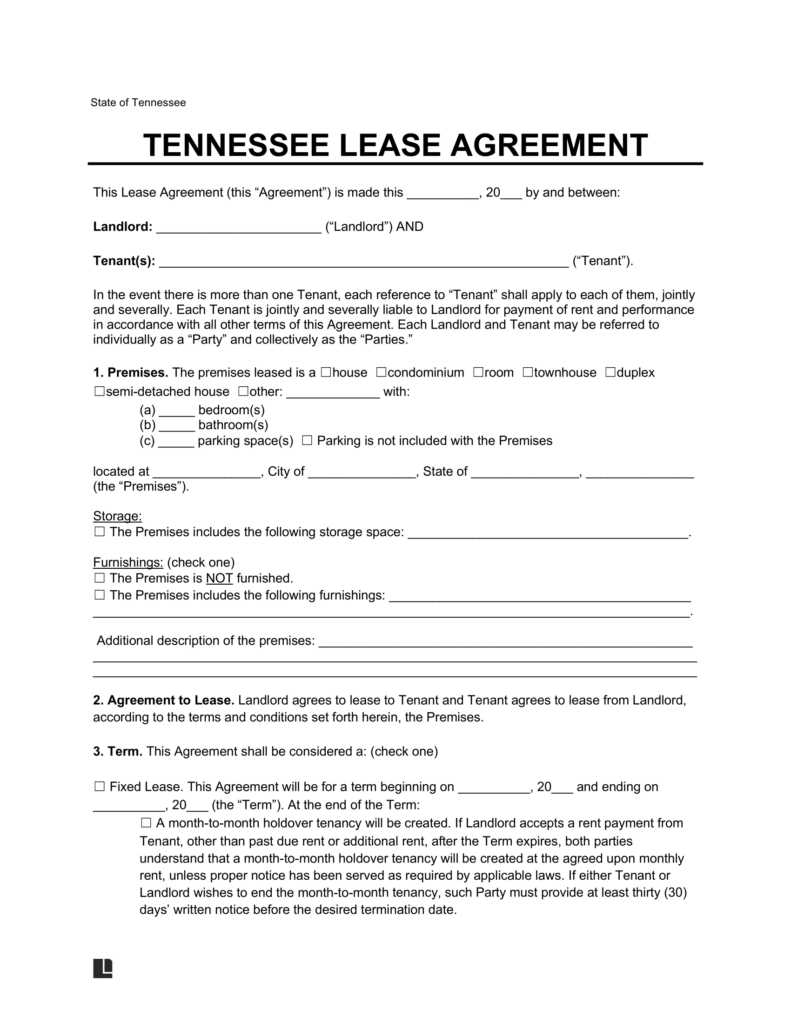 State of Tennessee
TENNESSEE LEASE AGREEMENT
This Lease Agreement (this “Agreement”) is made this __________, 20___ by and between:
Landlord: _______________________ (“Landlord”) AND
Tenant(s): _________________________________________________________ (“Tenant”).
In the event there is more than one Tenant, each reference to “Tenant” shall apply to each of them, jointly
and severally. Each Tenant is jointly and severally liable to Landlord for payment of rent and performance
in accordance with all other terms of this Agreement. Each Landlord and Tenant may be referred to
individually as a “Party” and collectively as the “Parties.”
1. Premises. The premises leased is a ☐house ☐condominium ☐room ☐townhouse ☐duplex
☐semi-detached house ☐other: _____________ with:
(a) _____ bedroom(s)
(b) _____ bathroom(s)
(c) _____ parking space(s) ☐ Parking is not included with the Premises
located at _______________, City of _______________, State of _______________, _______________
(the “Premises”).
Storage:
☐ The Premises includes the following storage space: _______________________________________.
Furnishings: (check one)
☐ The Premises is NOT furnished.
☐ The Premises includes the following furnishings: __________________________________________
___________________________________________________________________________________.
Additional description of the premises: ____________________________________________________
____________________________________________________________________________________
____________________________________________________________________________________
2. Agreement to Lease. Landlord agrees to lease to Tenant and Tenant agrees to lease from Landlord,
according to the terms and conditions set forth herein, the Premises.
3. Term. This Agreement shall be considered a: (check one)
☐ Fixed Lease. This Agreement will be for a term beginning on __________, 20___ and ending on
__________, 20___ (the “Term”). At the end of the Term:
☐ A month-to-month holdover tenancy will be created. If Landlord accepts a rent payment from
Tenant, other than past due rent or additional rent, after the Term expires, both parties
understand that a month-to-month holdover tenancy will be created at the agreed upon monthly
rent, unless proper notice has been served as required by applicable laws. If either Tenant or
Landlord wishes to end the month-to-month tenancy, such Party must provide at least thirty (30)
days’ written notice before the desired termination date.